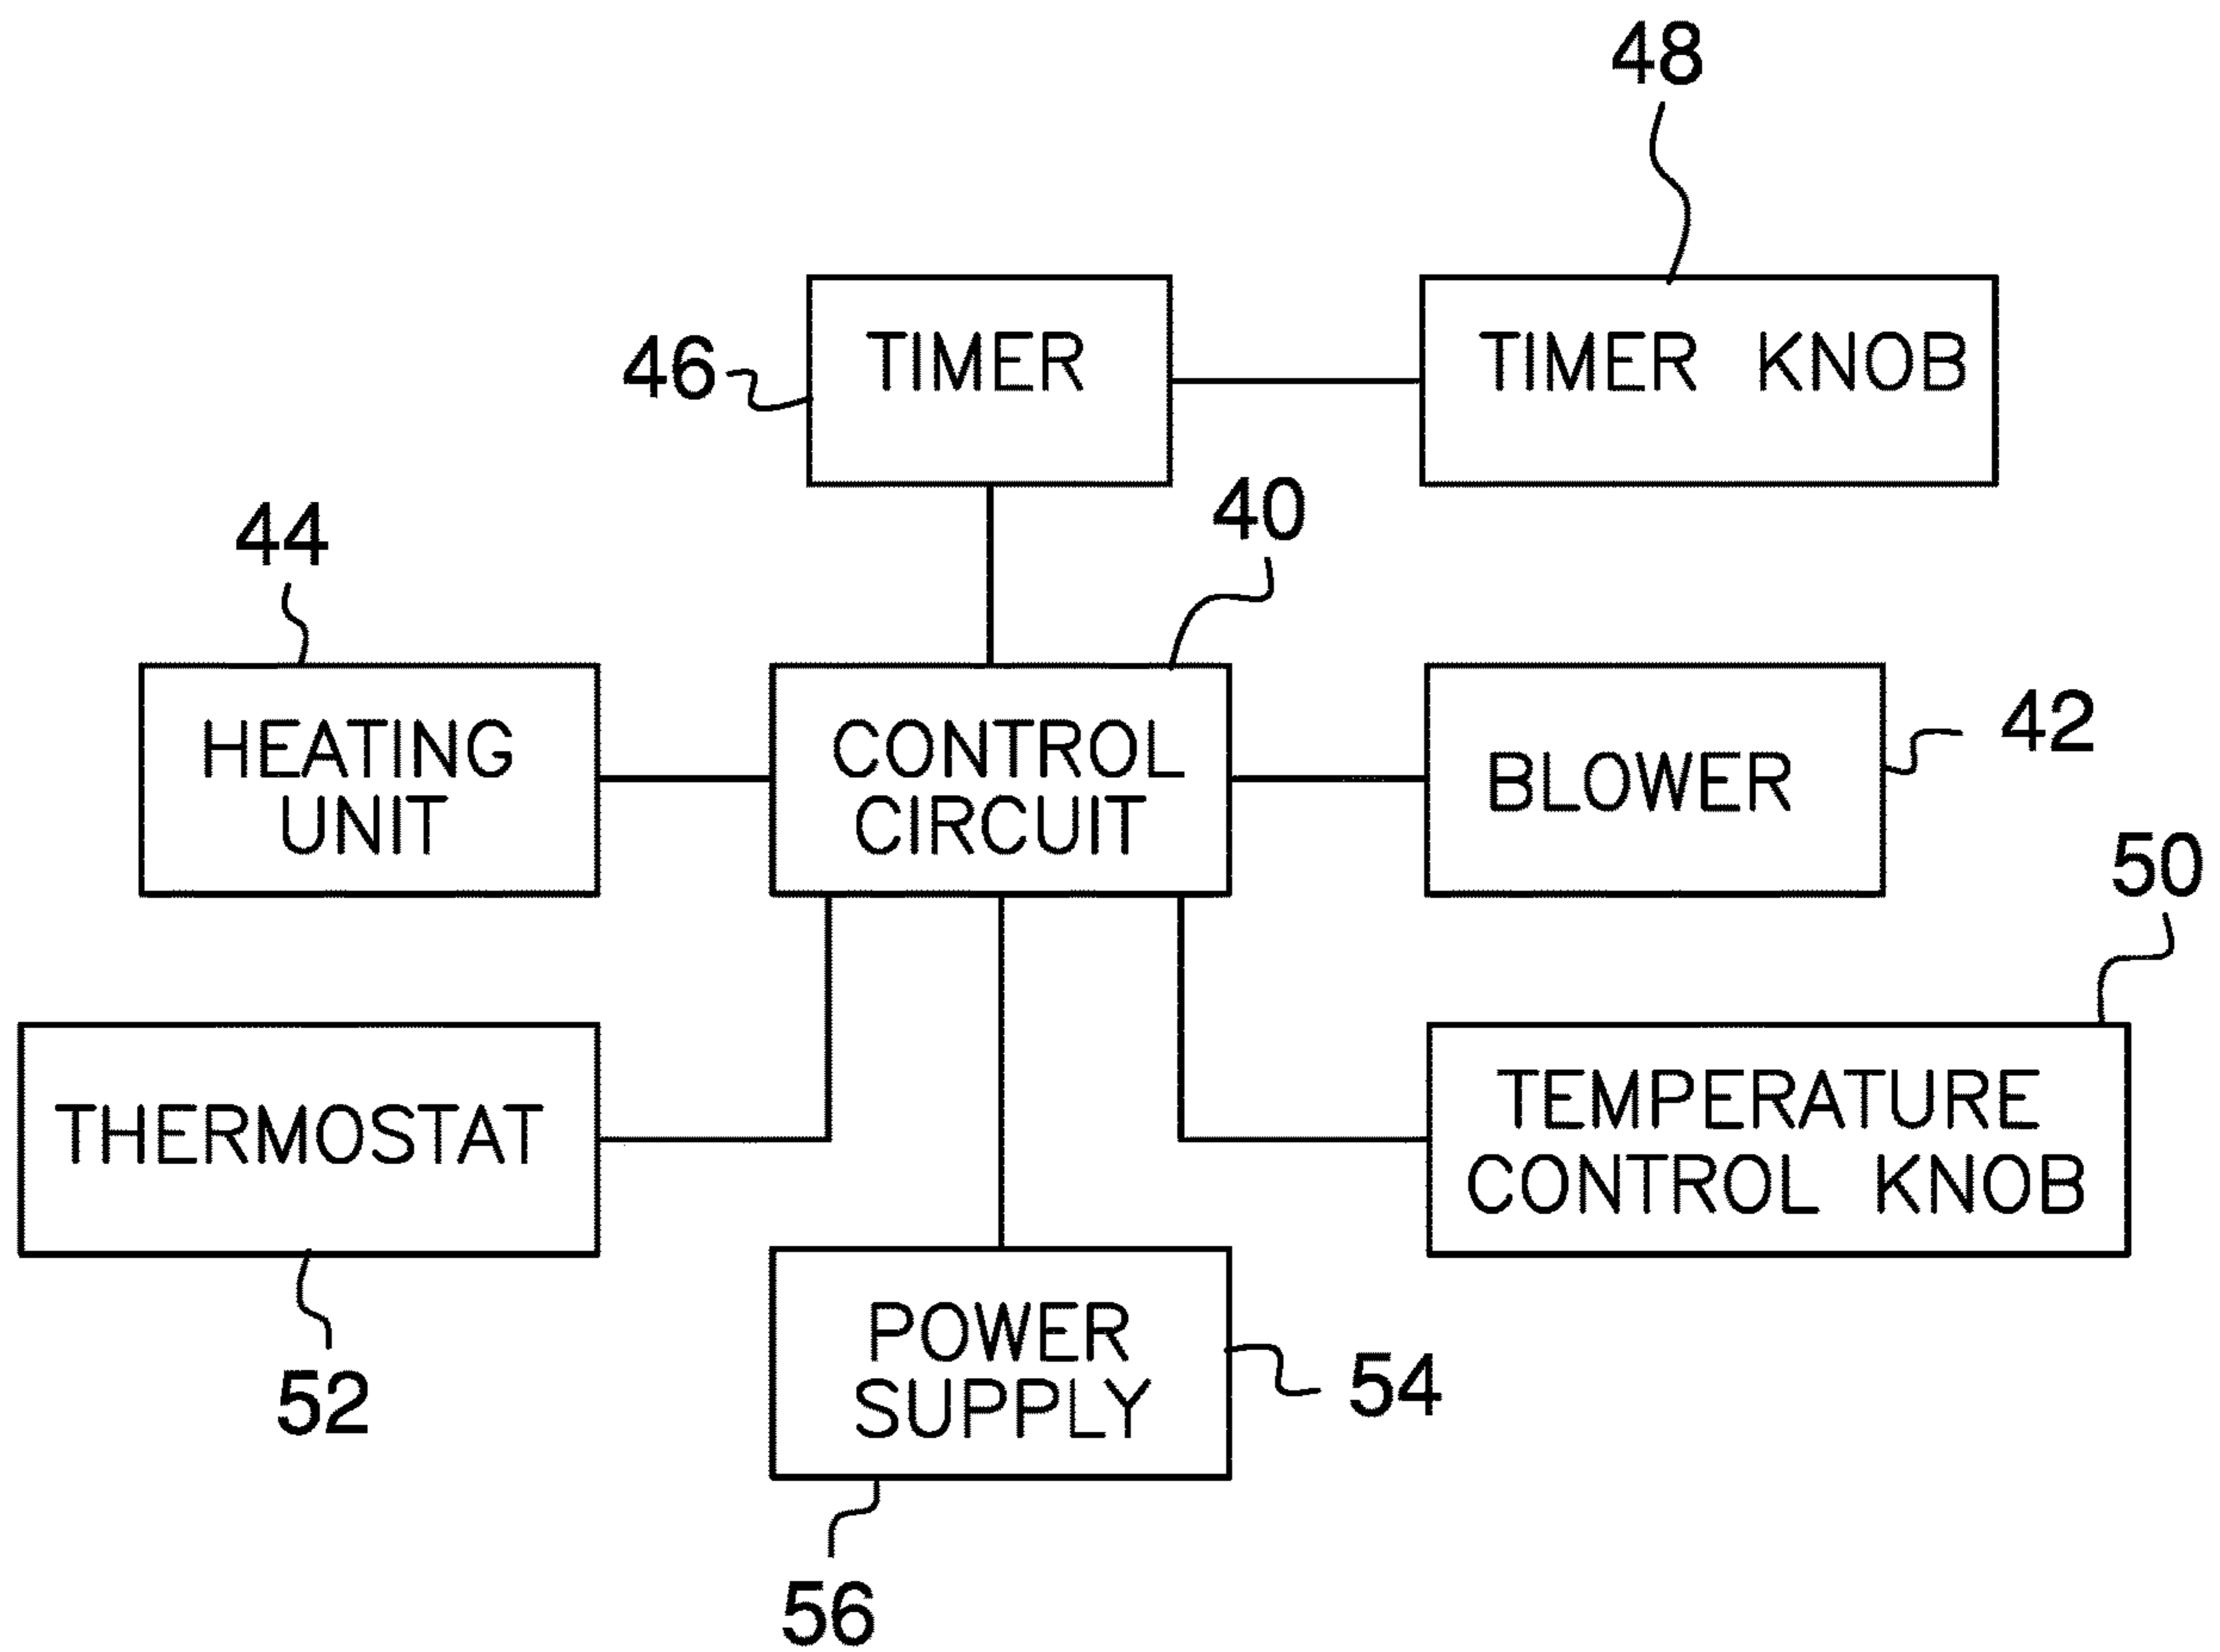 48
TIMER
TIMER KNOB
46
40
44
HEATING
UNIT
CONTROL
CIRCUIT
BLOWER
42
50
THERMOSTAT
TEMPERATURE
CONTROL KNOB
POWER
SUPPLY
54
52
56